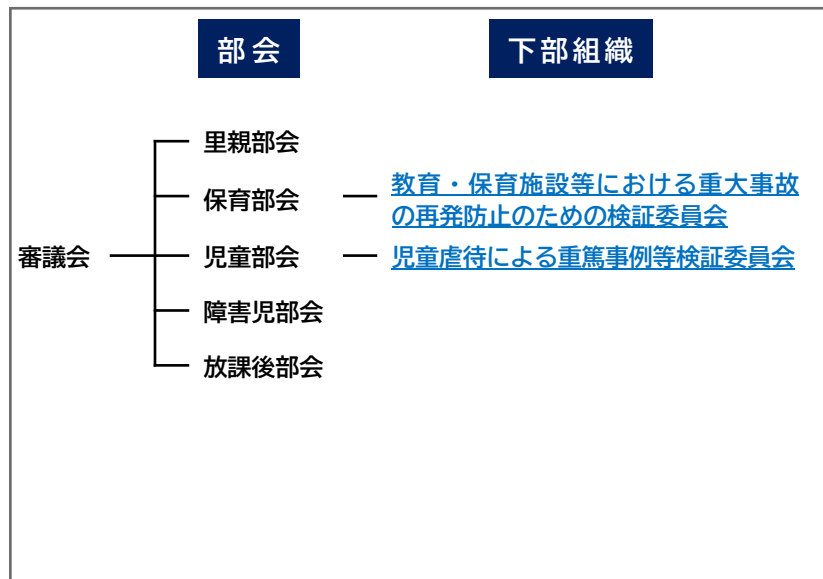 部会
下部組織
里親部会
保育部会
教育・保育施設等における重大事故
の再発防止のための検証委員会
審議会
児童部会
児童虐待による重篤事例等検証委員会
障害児部会
放課後部会